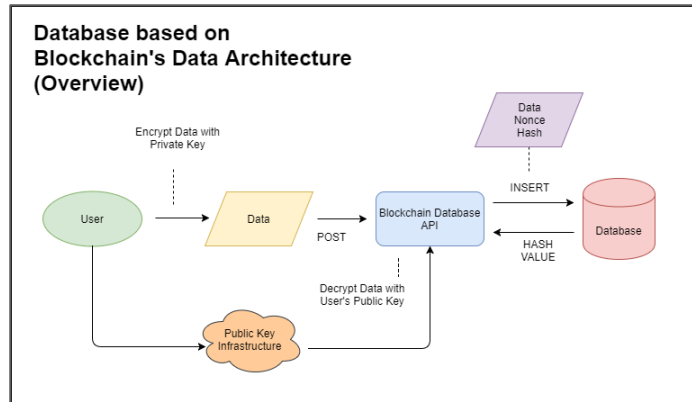 Database based on
Blockchain's Data Architecture
(Overview)
Data
Nonce
Hash
Encrypt Data with
Private Key
INSERT
User
Data
POST
Blockchain Database
API
Database
HASH
VALUE
Decrypt Data with
User's Public Key
Public Key
Infrastructure